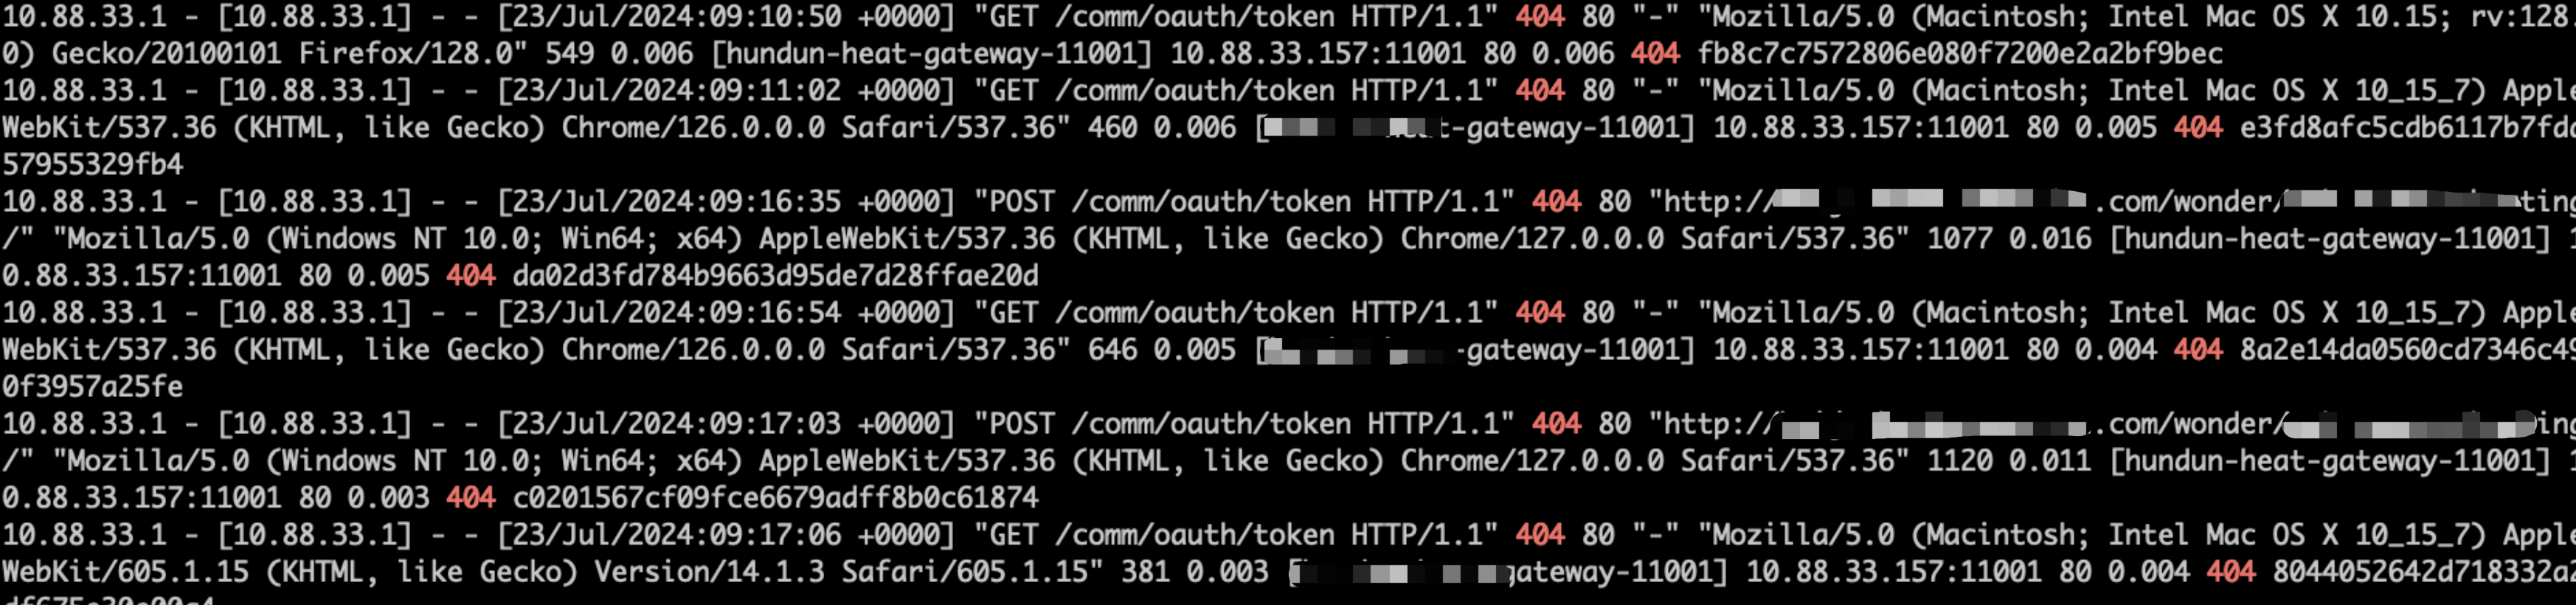 10.88.33.1 - [10.88.33.1] - - [23/Jul/2024:09:10:50 +0000] "GET /comm/oauth/token HTTP/1.1" 404 80 "-" "Mozilla/5.0 (Macintosh; Intel Mac OS X 10.15; rv:128.
0) Gecko/20100101 Firefox/128.0" 549 0.006 [hundun-heat-gateway-11001] 10.88.33.157:11001 80 0.006 404 fb8c7c7572806e080f7200e2a2bf9bec
10.88.33.1 - [10.88.33.1] - - [23/Jul/2024:09:11:02 +0000] "GET /comm/oauth/token HTTP/1.1" 404 80 "-" "Mozilla/5.0 (Macintosh; Intel Mac OS X 10_15_7) Apple
WebKit/537.36 (KHTML, like Gecko) Chrome/126.0.0.0 Safari/537.36" 460 0.006 [ t-gateway-11001] 10.88.33.157:11001 80 0.005 404 e3fd8afc5cdb6117b7fdd
57955329fb4
10.88.33.1 - [10.88.33.1] - - [23/Jul/2024:09:16:35 +0000] "POST /comm/oauth/token HTTP/1.1" 404 80 "http:// .com/wonder/ ting
/" "Mozilla/5.0 (Windows NT 10.0; Win64; x64) AppleWebKit/537.36 (KHTML, like Gecko) Chrome/127.0.0.0 Safari/537.36" 1077 0.016 [hundun-heat-gateway-11001] 1
0.88.33.157:11001 80 0.005 404 da02d3fd784b9663d95de7d28ffae20d
10.88.33.1 - [10.88.33.1] - - [23/Jul/2024:09:16:54 +0000] "GET /comm/oauth/token HTTP/1.1" 404 80 "-" "Mozilla/5.0 (Macintosh; Intel Mac OS X 10_15_7) Apple
WebKit/537.36 (KHTML, like Gecko) Chrome/126.0.0.0 Safari/537.36" 646 0.005 [ -gateway-11001] 10.88.33.157:11001 80 0.004 404 8a2e14da0560cd7346c49
0f3957a25fe
10.88.33.1 - [10.88.33.1] - - [23/Jul/2024:09:17:03 +0000] "POST /comm/oauth/token HTTP/1.1" 404 80 "http:// .com/wonder/ ing
/" "Mozilla/5.0 (Windows NT 10.0; Win64; x64) AppleWebKit/537.36 (KHTML, like Gecko) Chrome/127.0.0.0 Safari/537.36" 1120 0.011 [hundun-heat-gateway-11001] 1
0.88.33.157:11001 80 0.003 404 c0201567cf09fce6679adff8b0c61874
10.88.33.1 - [10.88.33.1] - - [23/Jul/2024:09:17:06 +0000] "GET /comm/oauth/token HTTP/1.1" 404 80 "-" "Mozilla/5.0 (Macintosh; Intel Mac OS X 10_15_7) Apple
WebKit/605.1.15 (KHTML, like Gecko) Version/14.1.3 Safari/605.1.15" 381 0.003 [ gateway-11001] 10.88.33.157:11001 80 0.004 404 8044052642d718332a2